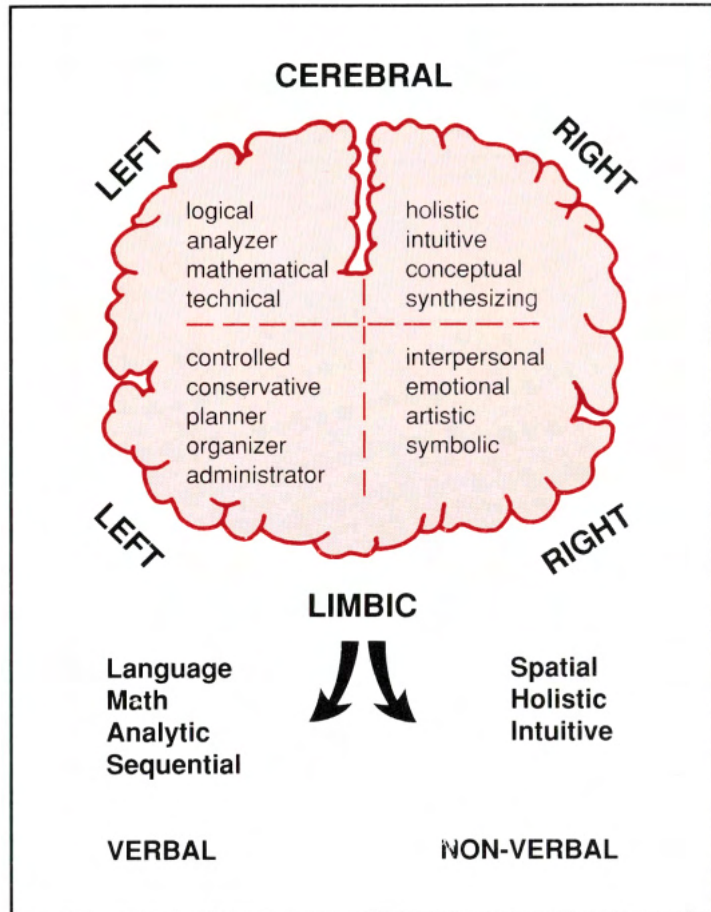 CEREBRAL
LEFT
RIGHT
logical
analyzer
mathematical
technical
holistic
intuitive
conceptual
synthesizing
controlled
conservative
planner
organizer
administrator
interpersonal
emotional
artistic
symbolic
LEFT
RIGHT
LIMBIC
Language
Math
Analytic
Sequential
Spatial
Holistic
Intuitive
VERBAL
NON-VERBAL